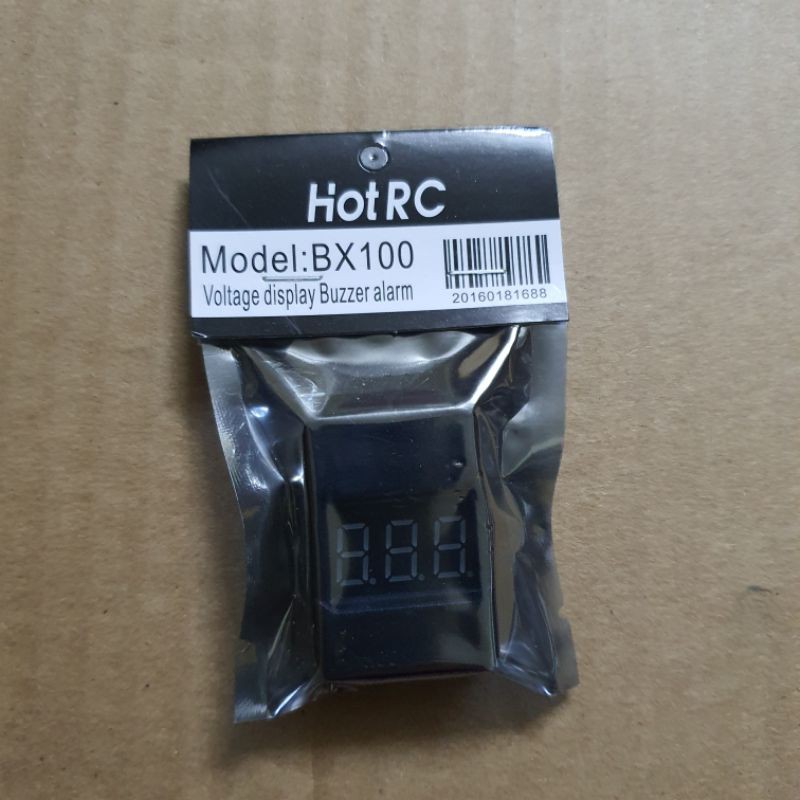 HotRC
Model:BX100
Voltage display Buzzer alarm
20160181688
8.8.8.